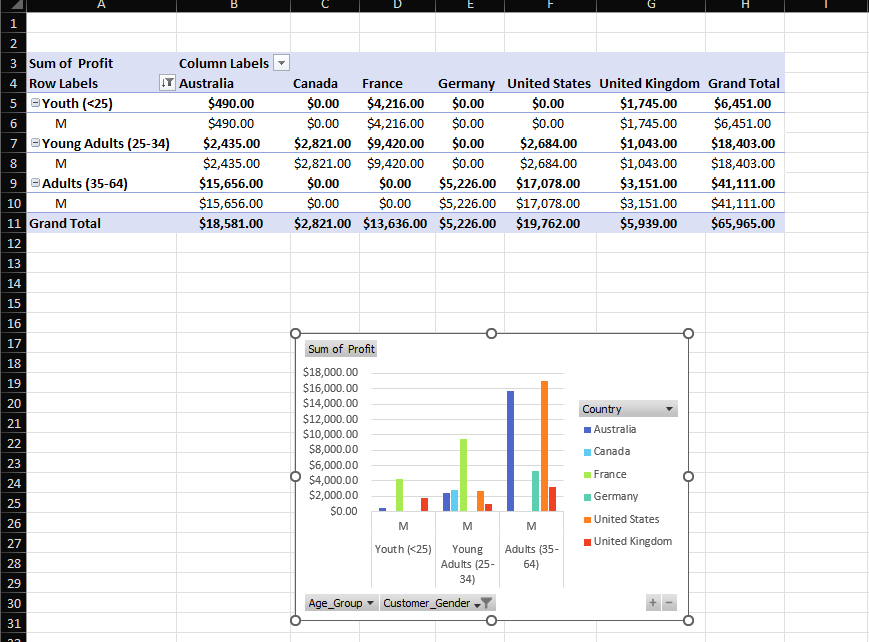 A B C D E F G H I
1
2
3 Sum of Profit Column Labels
4 Row Labels Australia Canada France Germany United States United Kingdom Grand Total
5 Youth (<25) $490.00 $0.00 $4,216.00 $0.00 $0.00 $1,745.00 $6,451.00
6 M $490.00 $0.00 $4,216.00 $0.00 $0.00 $1,745.00 $6,451.00
7 Young Adults (25-34) $2,435.00 $2,821.00 $9,420.00 $0.00 $2,684.00 $1,043.00 $18,403.00
8 M $2,435.00 $2,821.00 $9,420.00 $0.00 $2,684.00 $1,043.00 $18,403.00
9 Adults (35-64) $15,656.00 $0.00 $0.00 $5,226.00 $17,078.00 $3,151.00 $41,111.00
10 M $15,656.00 $0.00 $0.00 $5,226.00 $17,078.00 $3,151.00 $41,111.00
11 Grand Total $18,581.00 $2,821.00 $13,636.00 $5,226.00 $19,762.00 $5,939.00 $65,965.00
12
13
14
15
16
17
18
19
20
21
22
23
24
25
26
27
28
29
30
31
Sum of Profit
$18,000.00
$16,000.00
$14,000.00
$12,000.00
$10,000.00
$8,000.00
$6,000.00
$4,000.00
$2,000.00
$0.00
M M M
Youth (<25) Young Adults (35-
Adults (25- 64)
34)
Country
Australia
Canada
France
Germany
United States
United Kingdom
Age_Group Customer_Gender + -